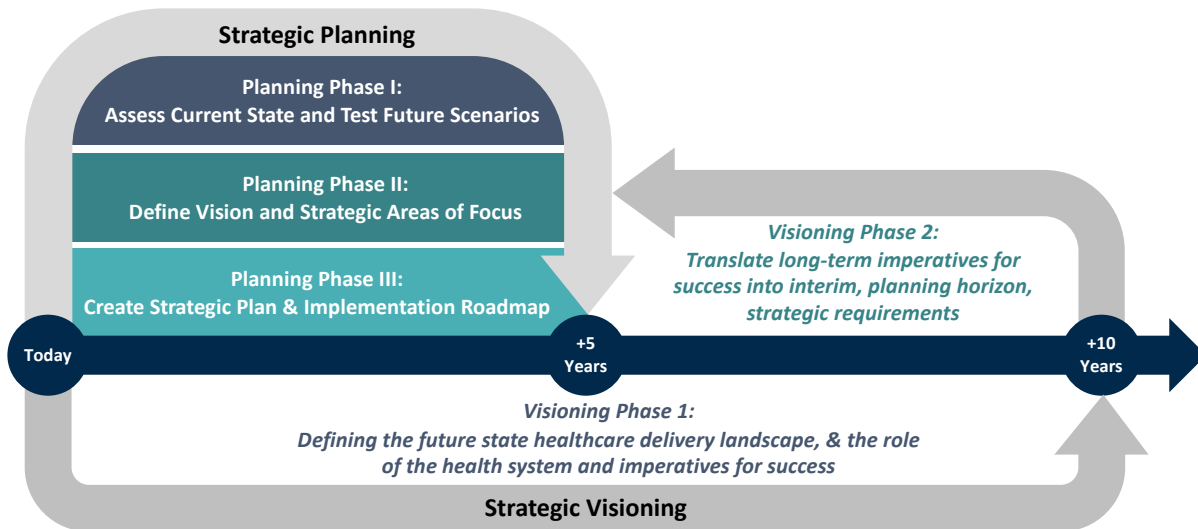 Strategic Planning
Planning Phase I:
Assess Current State and Test Future Scenarios
Planning Phase II:
Define Vision and Strategic Areas of Focus
Planning Phase III:
Create Strategic Plan & Implementation Roadmap
Visioning Phase 2:
Translate long-term imperatives for
success into interim, planning horizon,
strategic requirements
Today
+5
Years
+10
Years
Visioning Phase 1:
Defining the future state healthcare delivery landscape, & the role
of the health system and imperatives for success
Strategic Visioning